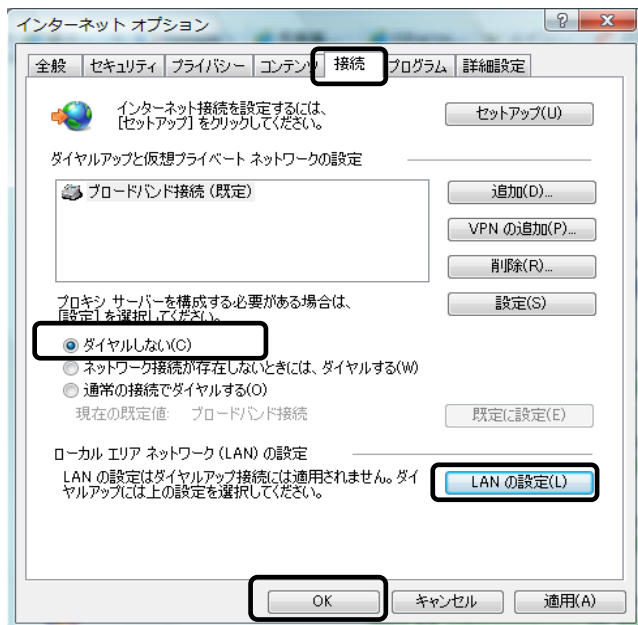 インターネット オプション
全般 セキュリティ プライバシー コンテンツ 接続 プログラム 詳細設定
インターネット接続を設定するには、
[セットアップ] をクリックしてください。
セットアップ(U)
ダイヤルアップと仮想プライベート ネットワークの設定
ブロードバンド接続 (既定)
追加(D)...
VPN の追加(P)...
削除(R)...
プロキシ サーバーを構成する必要がある場合は、
[設定] を選択してください。
設定(S)
ダイヤルしない(C)
ネットワーク接続が存在しないときには、ダイヤルする(W)
通常の接続でダイヤルする(O)
現在の既定値: ブロードバンド接続
既定に設定(E)
ローカル エリア ネットワーク (LAN) の設定
LAN の設定はダイヤルアップ接続には適用されません。ダイ
ヤルアップには上の設定を選択してください。
LAN の設定(L)
OK キャンセル 適用(A)